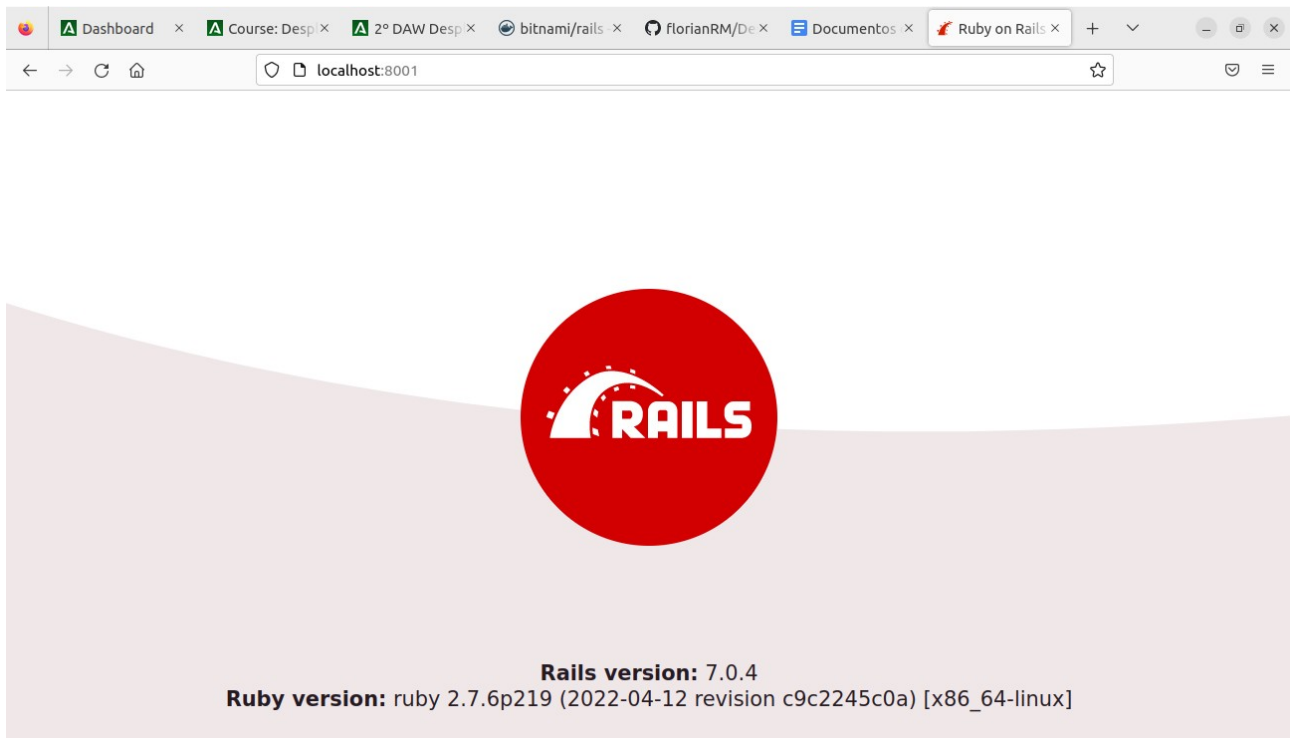 Dashboard
Course: Despl
2º DAW Desp
bitnami/rails
florianRM/De
Documentos
Ruby on Rails
localhost:8001
RAILS
Rails version: 7.0.4
Ruby version: ruby 2.7.6p219 (2022-04-12 revision c9c2245c0a) [x86_64-linux]